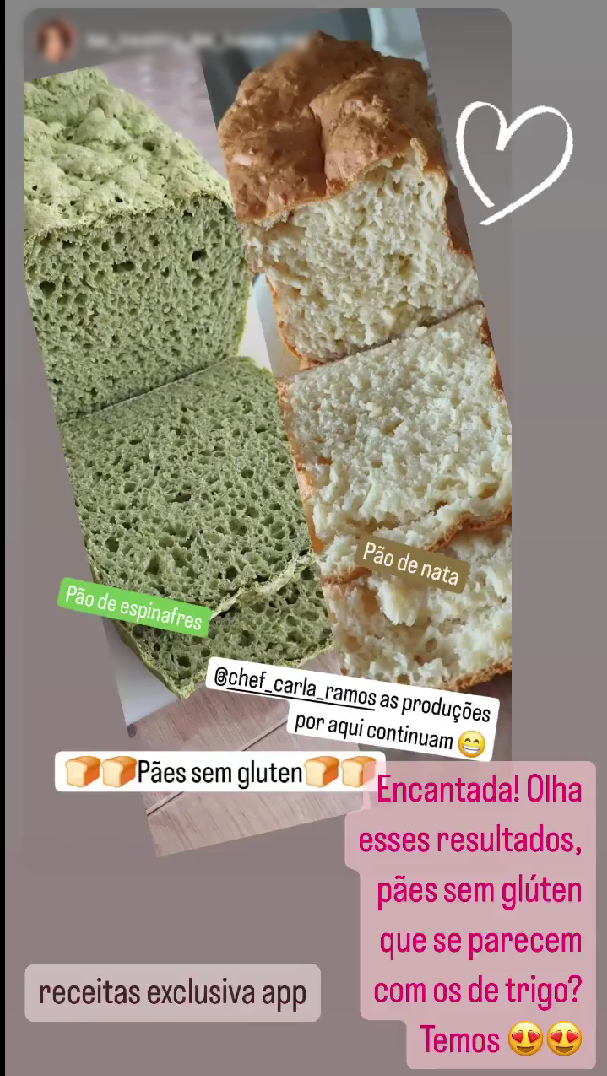 Pão de nata
Pão de espinafres
@chef_carla_ramos as produções
por aqui continuam 😁
🍞🍞Pães sem gluten🍞🍞
Encantada! Olha
esses resultados,
pães sem glúten
que se parecem
com os de trigo?
Temos 😍😍
receitas exclusiva app